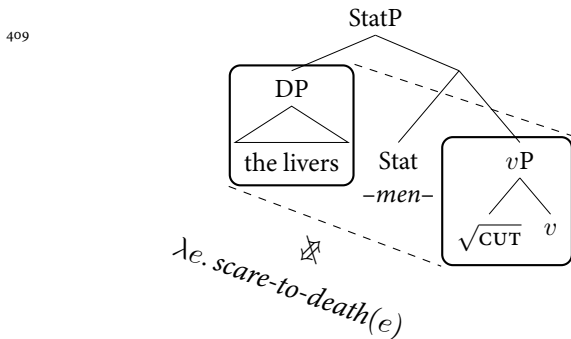 409
StatP
DP
the livers
Stat
–men–
vP
√CUT v
λe. scare-to-death(e)